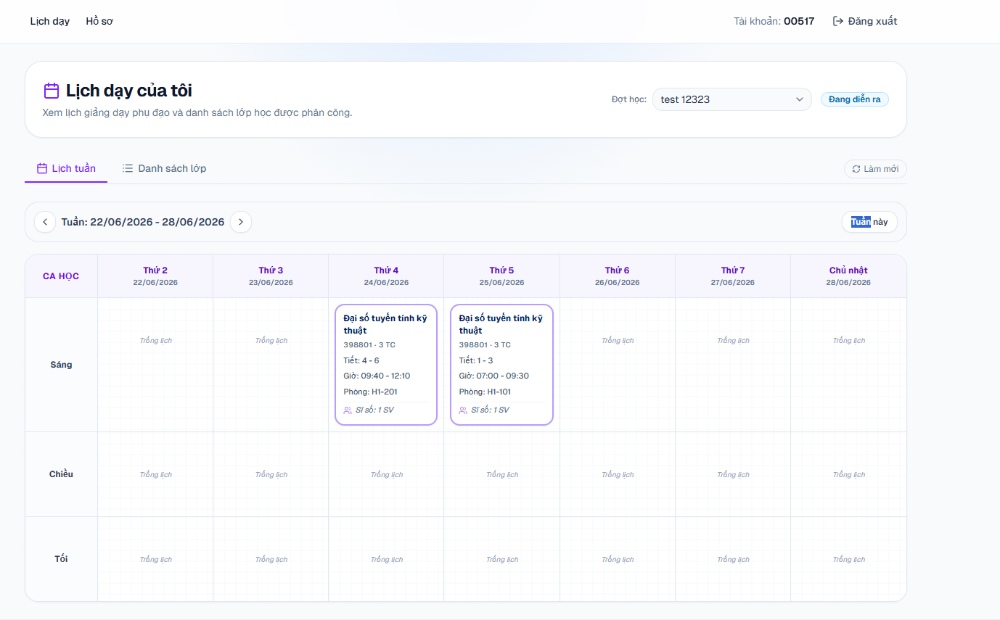 Lịch dạy Hồ sơ Tài khoản: 00517 Đăng xuất
Lịch dạy của tôi
Xem lịch giảng dạy phụ đạo và danh sách lớp học được phân công.
Đợt học: test 12323 Đang diễn ra
Lịch tuần Danh sách lớp Làm mới
Tuần: 22/06/2026 - 28/06/2026 Tuần này
CA HỌC Thứ 2 Thứ 3 Thứ 4 Thứ 5 Thứ 6 Thứ 7 Chủ nhật
22/06/2026 23/06/2026 24/06/2026 25/06/2026 26/06/2026 27/06/2026 28/06/2026
Sáng
Trống lịch
Trống lịch
Đại số tuyến tính kỹ
thuật
398801 · 3 TC
Tiết: 4 - 6
Giờ: 09:40 - 12:10
Phòng: H1-201
Sĩ số: 1 SV
Đại số tuyến tính kỹ
thuật
398801 · 3 TC
Tiết: 1 - 3
Giờ: 07:00 - 09:30
Phòng: H1-101
Sĩ số: 1 SV
Trống lịch
Trống lịch
Trống lịch
Chiều Trống lịch Trống lịch Trống lịch Trống lịch Trống lịch Trống lịch Trống lịch
Tối Trống lịch Trống lịch Trống lịch Trống lịch Trống lịch Trống lịch Trống lịch